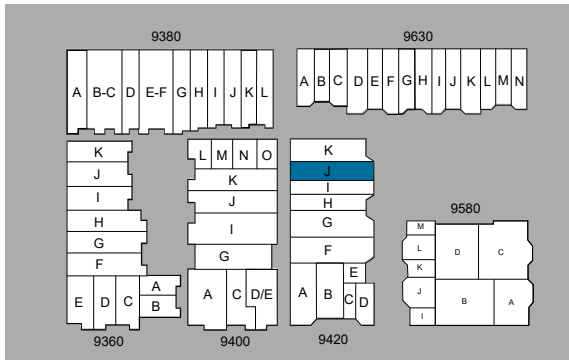 9380
A B-C D E-F G H I J K L
9630
A B C D E F G H I J K L M N
K
J
I
H
G
F
E D C
A
B
9360
L M N O
K
J
I
G
A C D/E
9400
K
J
I
H
G
F
E
A B C D
9420
9580
M
L
K
J
I
D C
B A